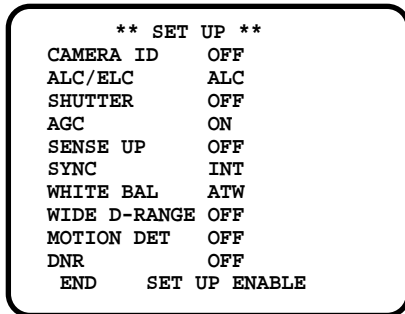 ** SET UP **
CAMERA ID OFF
ALC/ELC ALC
SHUTTER OFF
AGC ON
SENSE UP OFF
SYNC INT
WHITE BAL ATW
WIDE D-RANGE OFF
MOTION DET OFF
DNR OFF
END SET UP ENABLE